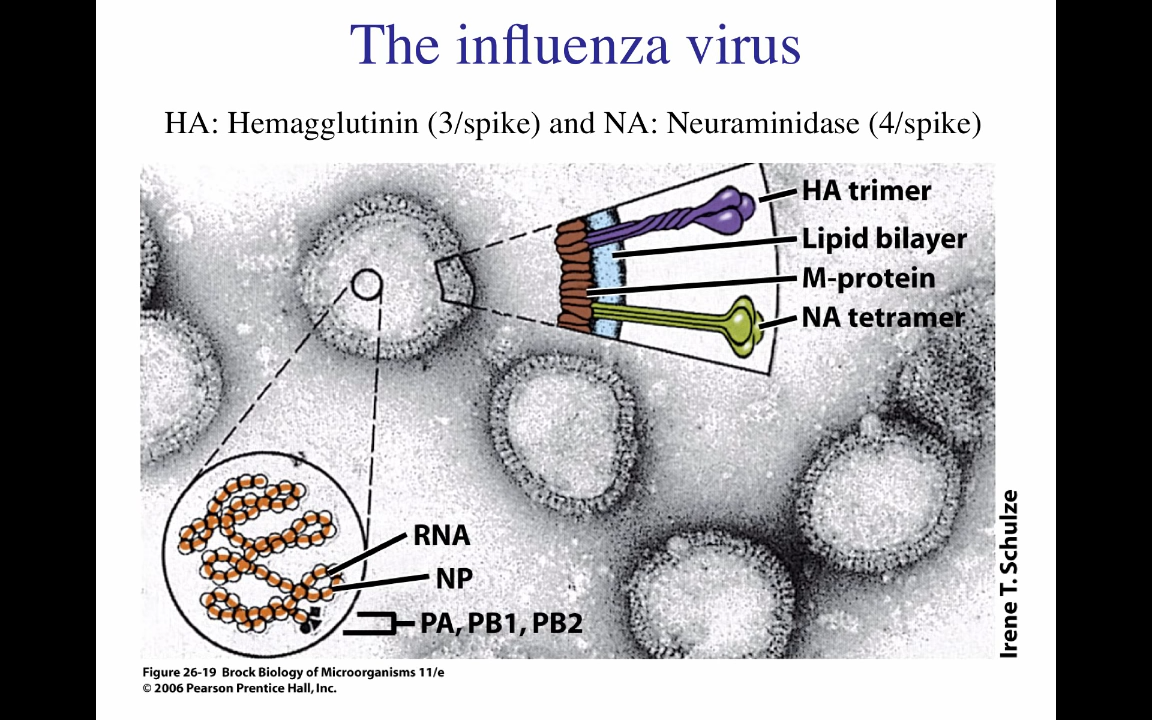 The influenza virus
HA: Hemagglutinin (3/spike) and NA: Neuraminidase (4/spike)
HA trimer
Lipid bilayer
M-protein
NA tetramer
RNA
NP
PA, PB1, PB2
Irene T. Schulze
Figure 26-19 Brock Biology of Microorganisms 11/e
© 2006 Pearson Prentice Hall, Inc.